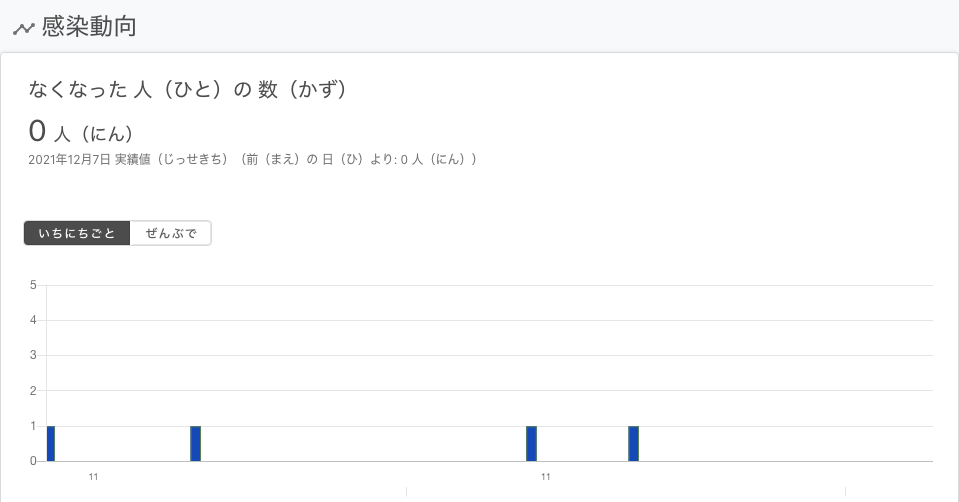 感染動向
なくなった 人（ひと）の 数（かず）
0 人（にん）
2021年12月7日 実績値（じっせきち）（前（まえ）の 日（ひ）より: 0 人（にん））
いちにちごと ぜんぶで
5
4
3
2
1
0
11 11